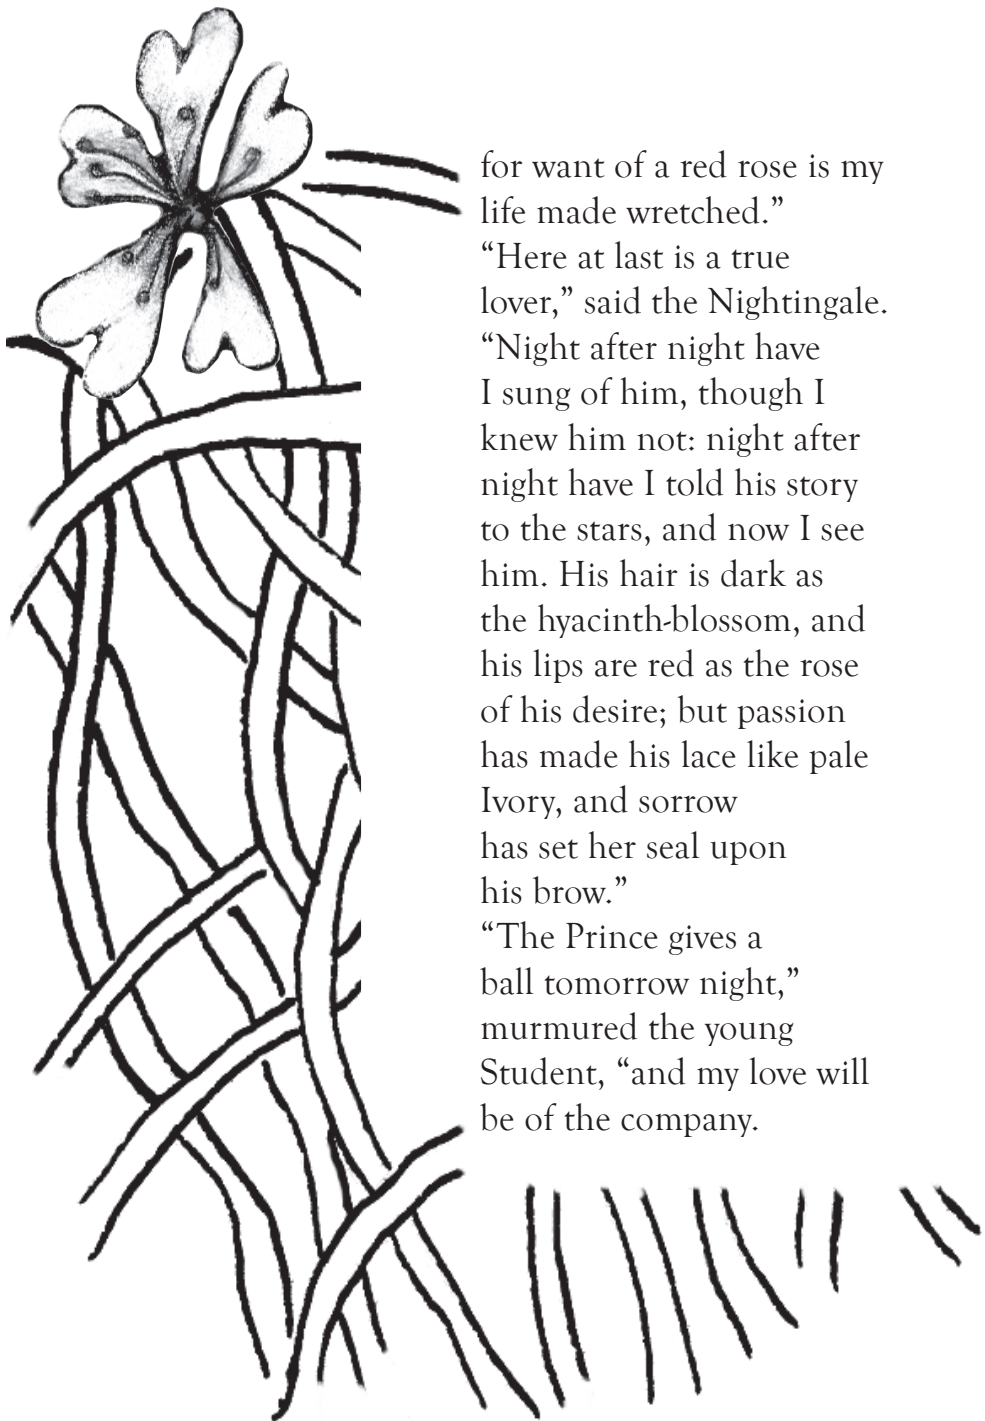 for want of a red rose is my
life made wretched.”
“Here at last is a true
lover,” said the Nightingale.
“Night after night have
I sung of him, though I
knew him not: night after
night have I told his story
to the stars, and now I see
him. His hair is dark as
the hyacinth-blossom, and
his lips are red as the rose
of his desire; but passion
has made his lace like pale
Ivory, and sorrow
has set her seal upon
his brow.”
“The Prince gives a
ball tomorrow night,”
murmured the young
Student, “and my love will
be of the company.